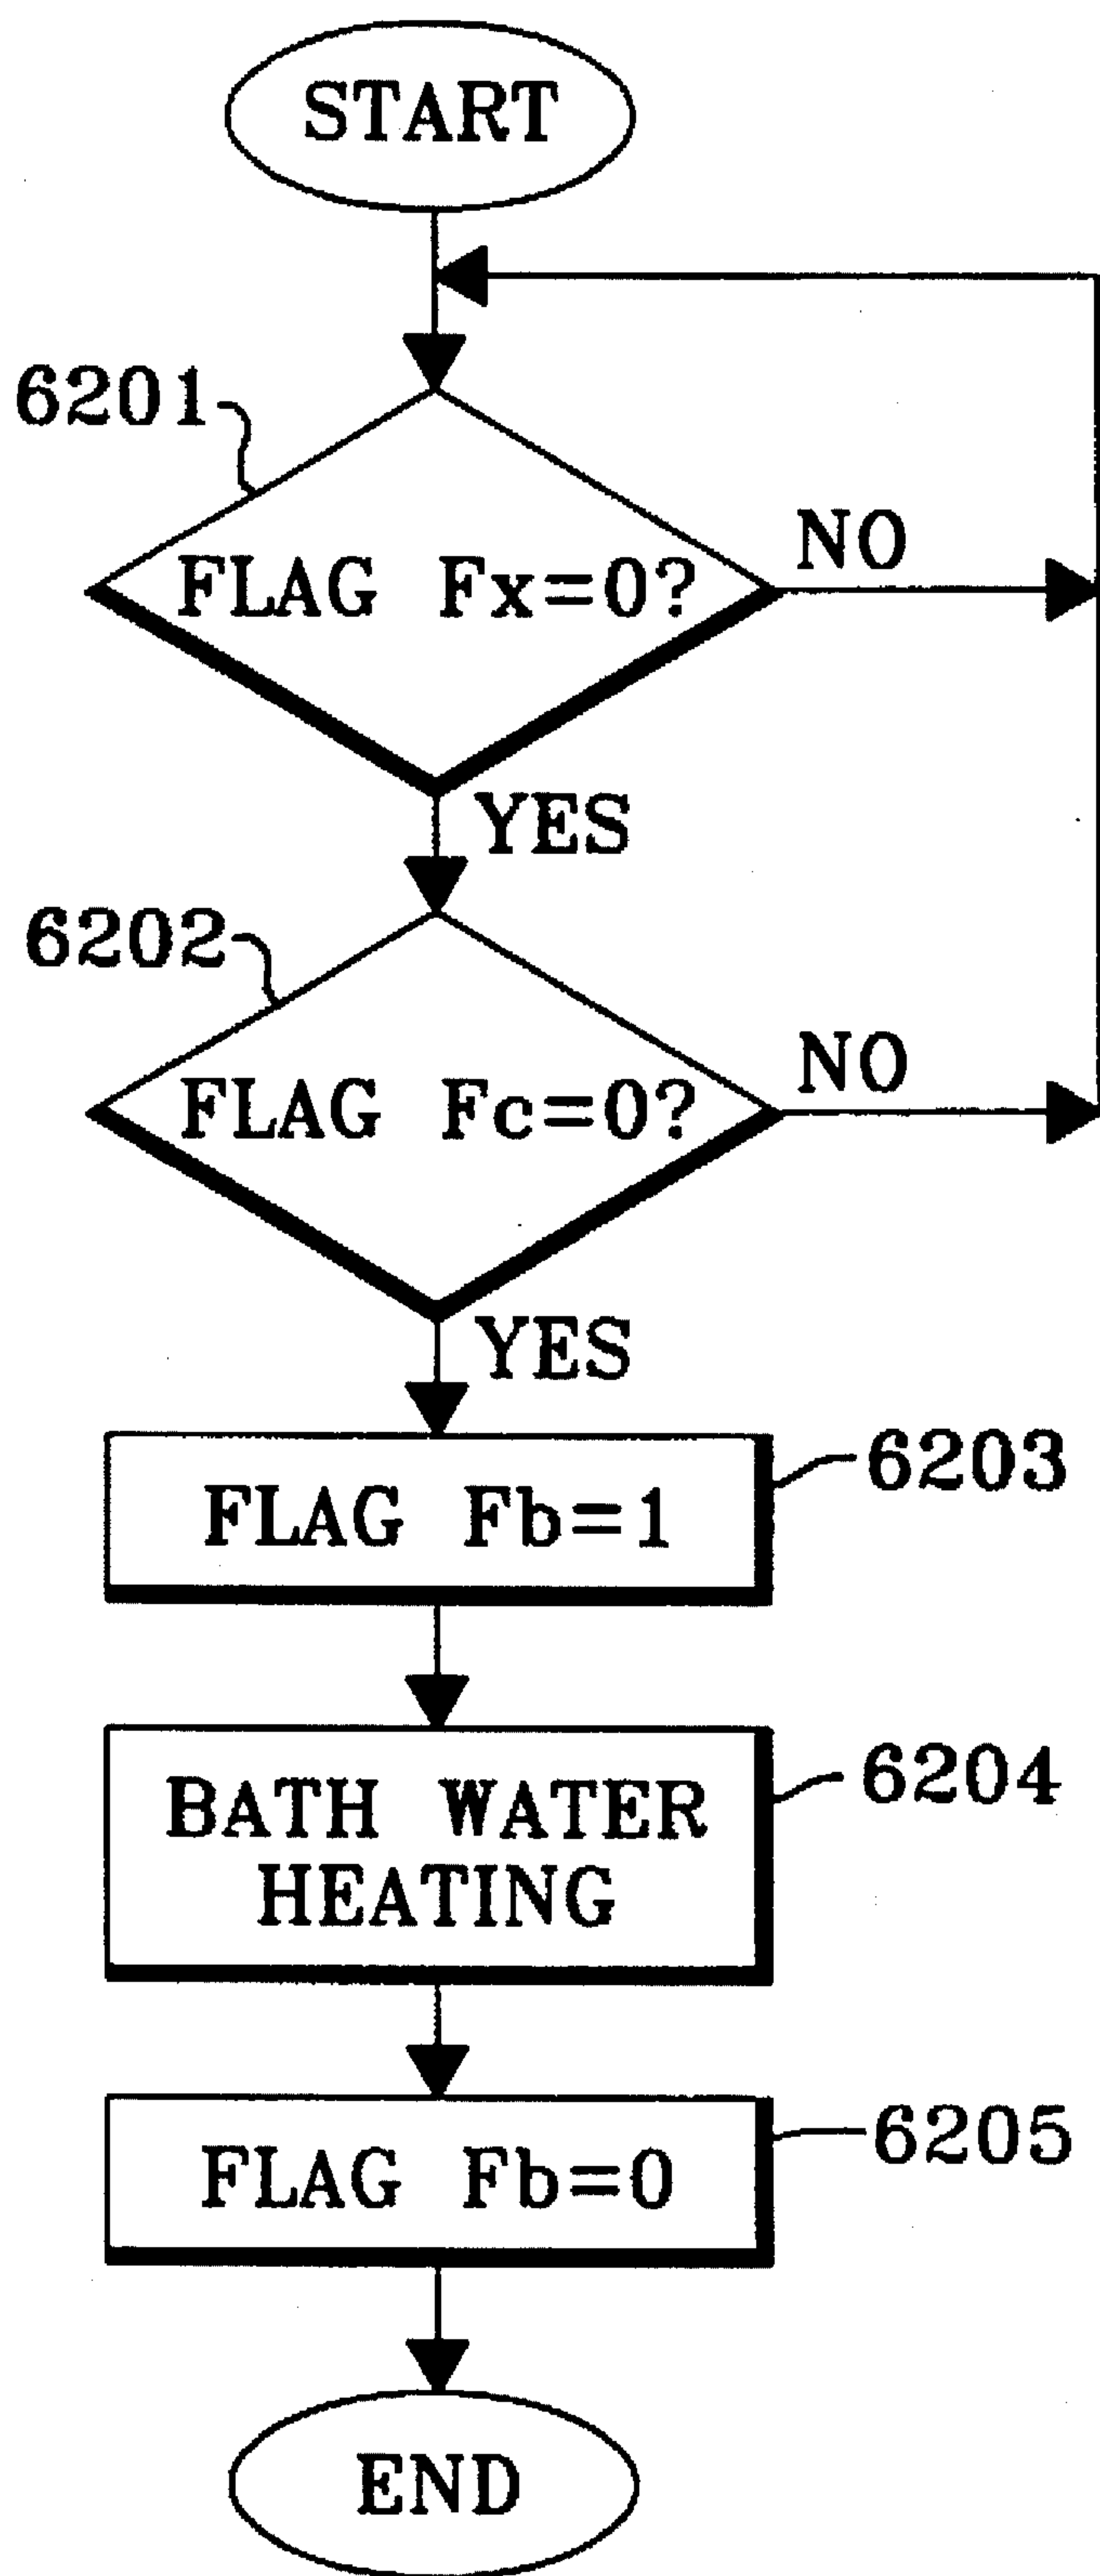 START
6201
FLAG Fx=0?
NO
YES
6202
FLAG Fc=0?
NO
YES
FLAG Fb=1
6203
BATH WATER
HEATING
6204
FLAG Fb=0
6205
END